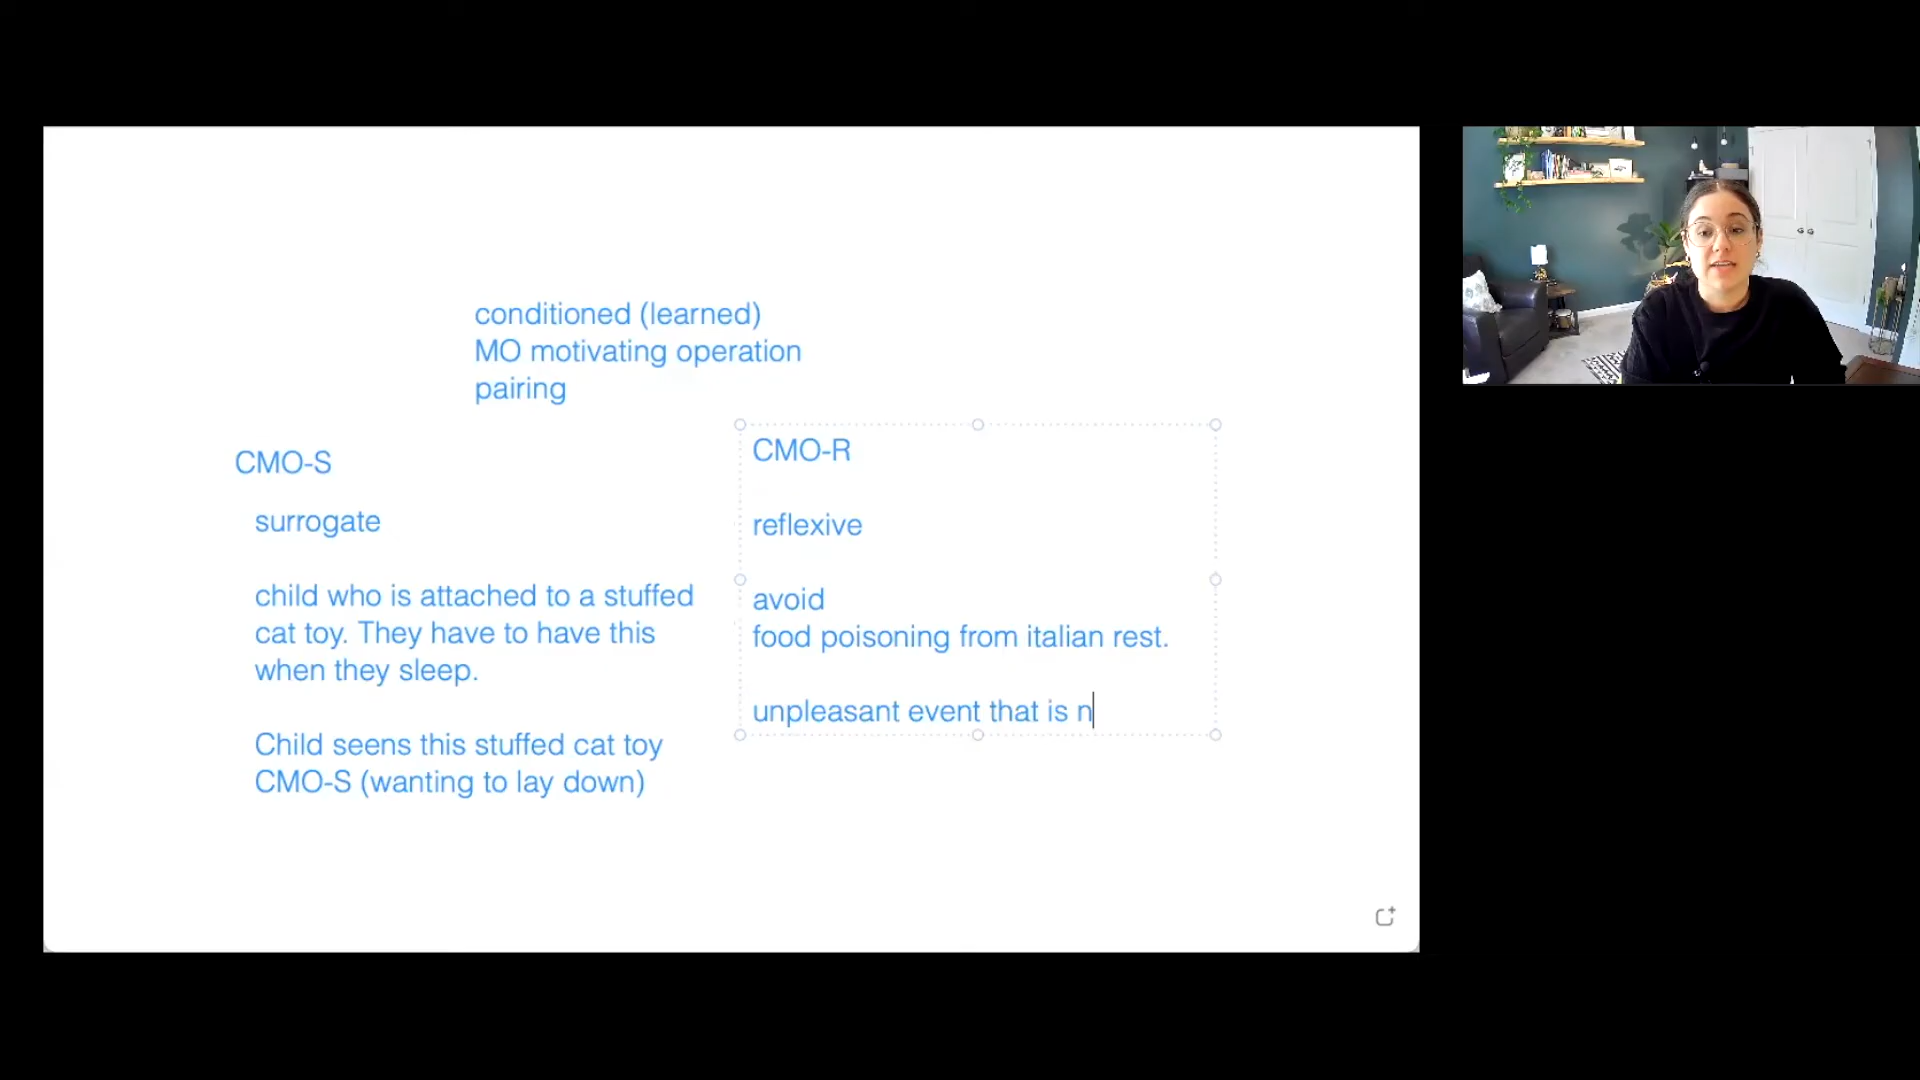 conditioned (learned)
MO motivating operation
pairing
CMO-S
surrogate
child who is attached to a stuffed
cat toy. They have to have this
when they sleep.
Child seens this stuffed cat toy
CMO-S (wanting to lay down)
CMO-R
reflexive
avoid
food poisoning from italian rest.
unpleasant event that is n